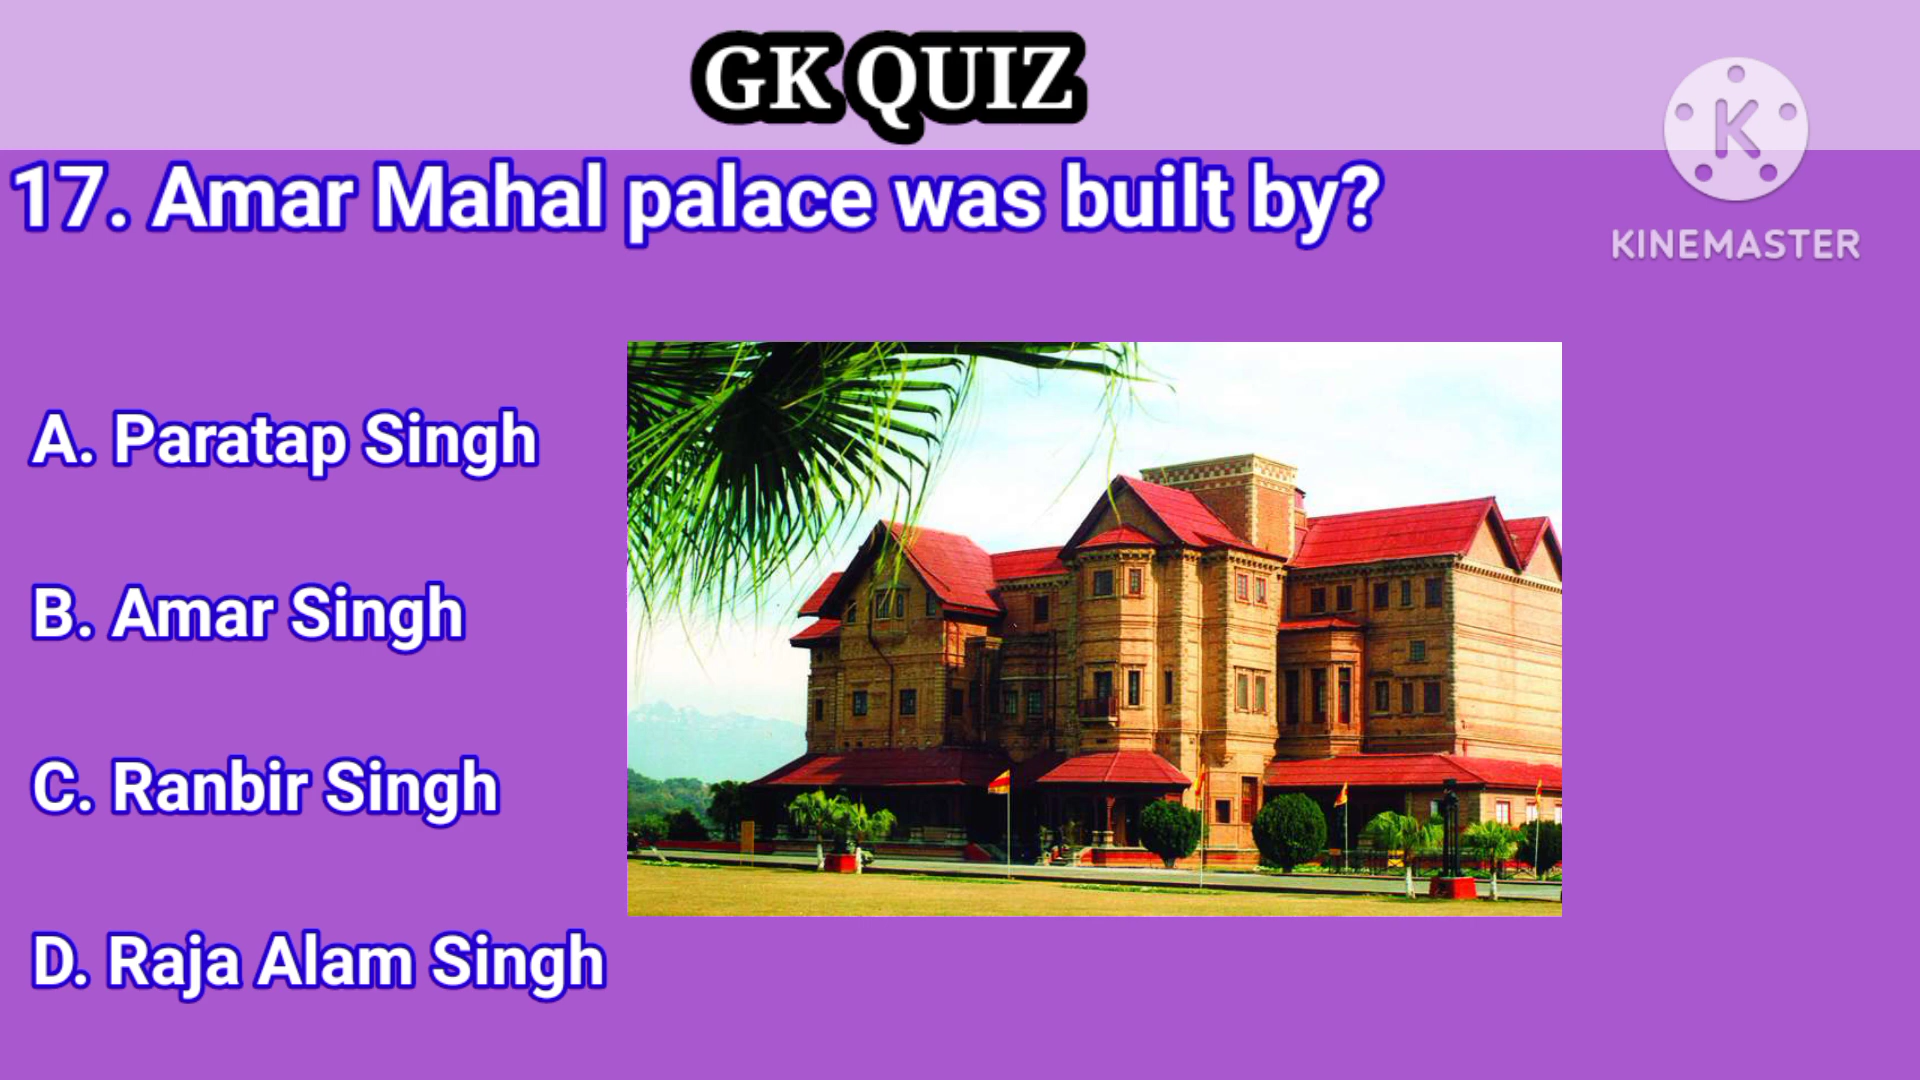 GK QUIZ
17. Amar Mahal palace was built by?
K
KINEMASTER
A. Paratap Singh
B. Amar Singh
C. Ranbir Singh
D. Raja Alam Singh